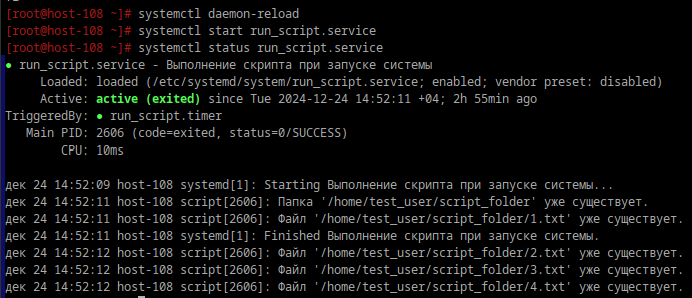 [root@host-108 ~]# systemctl daemon-reload
[root@host-108 ~]# systemctl start run_script.service
[root@host-108 ~]# systemctl status run_script.service
● run_script.service - Выполнение скрипта при запуске системы
Loaded: loaded (/etc/systemd/system/run_script.service; enabled; vendor preset: disabled)
Active: active (exited) since Tue 2024-12-24 14:52:11 +04; 2h 55min ago
TriggeredBy: ● run_script.timer
Main PID: 2606 (code=exited, status=0/SUCCESS)
CPU: 10ms
дек 24 14:52:09 host-108 systemd[1]: Starting Выполнение скрипта при запуске системы...
дек 24 14:52:11 host-108 script[2606]: Папка '/home/test_user/script_folder' уже существует.
дек 24 14:52:11 host-108 script[2606]: Файл '/home/test_user/script_folder/1.txt' уже существует.
дек 24 14:52:11 host-108 systemd[1]: Finished Выполнение скрипта при запуске системы.
дек 24 14:52:12 host-108 script[2606]: Файл '/home/test_user/script_folder/2.txt' уже существует.
дек 24 14:52:12 host-108 script[2606]: Файл '/home/test_user/script_folder/3.txt' уже существует.
дек 24 14:52:12 host-108 script[2606]: Файл '/home/test_user/script_folder/4.txt' уже существует.